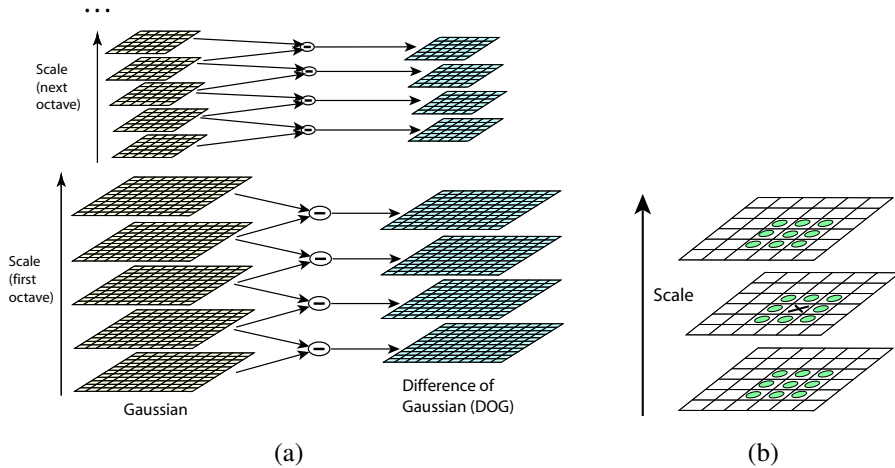 ...
Scale
(next
octave)
Scale
(first
octave)
Gaussian
Difference of
Gaussian (DOG)
(a)
Scale
(b)